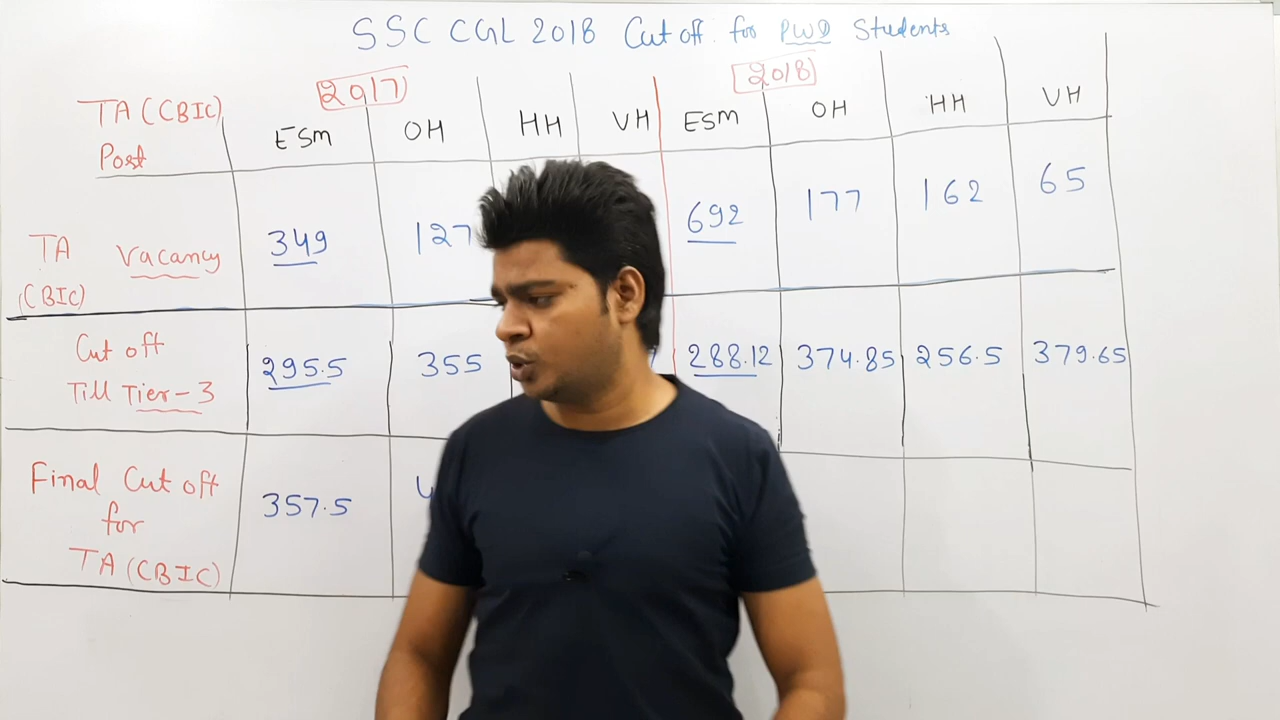 SSC CGL 2018 Cut off for PWD Students
2017 2018
TA (CBIC) Post ESM OH HH VH ESM OH HH VH
TA (CBIC) Vacancy 349 127 692 177 162 65
Cut off Till Tier-3 295.5 355 288.12 374.85 256.5 379.65
Final Cut off for TA (CBIC) 357.5